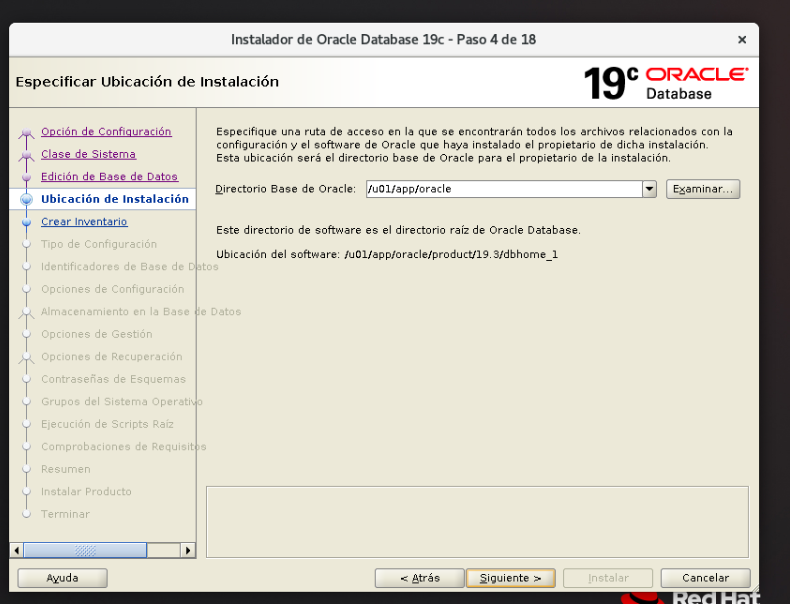 Instalador de Oracle Database 19c - Paso 4 de 18
×
Especificar Ubicación de Instalación
19c ORACLE
Database
Opción de Configuración
Clase de Sistema
Edición de Base de Datos
Ubicación de Instalación
Crear Inventario
Tipo de Configuración
Identificadores de Base de Datos
Opciones de Configuración
Almacenamiento en la Base de Datos
Opciones de Gestión
Opciones de Recuperación
Contraseñas de Esquemas
Grupos del Sistema Operativo
Ejecución de Scripts Raíz
Comprobaciones de Requisitos
Resumen
Instalar Producto
Terminar
Especifique una ruta de acceso en la que se encontrarán todos los archivos relacionados con la
configuración y el software de Oracle que haya instalado el propietario de dicha instalación.
Esta ubicación será el directorio base de Oracle para el propietario de la instalación.
Directorio Base de Oracle: /u01/app/oracle Examinar...
Este directorio de software es el directorio raíz de Oracle Database.
Ubicación del software: /u01/app/oracle/product/19.3/dbhome_1
Ayuda < Atrás Siguiente > Instalar Cancelar
Red Hat